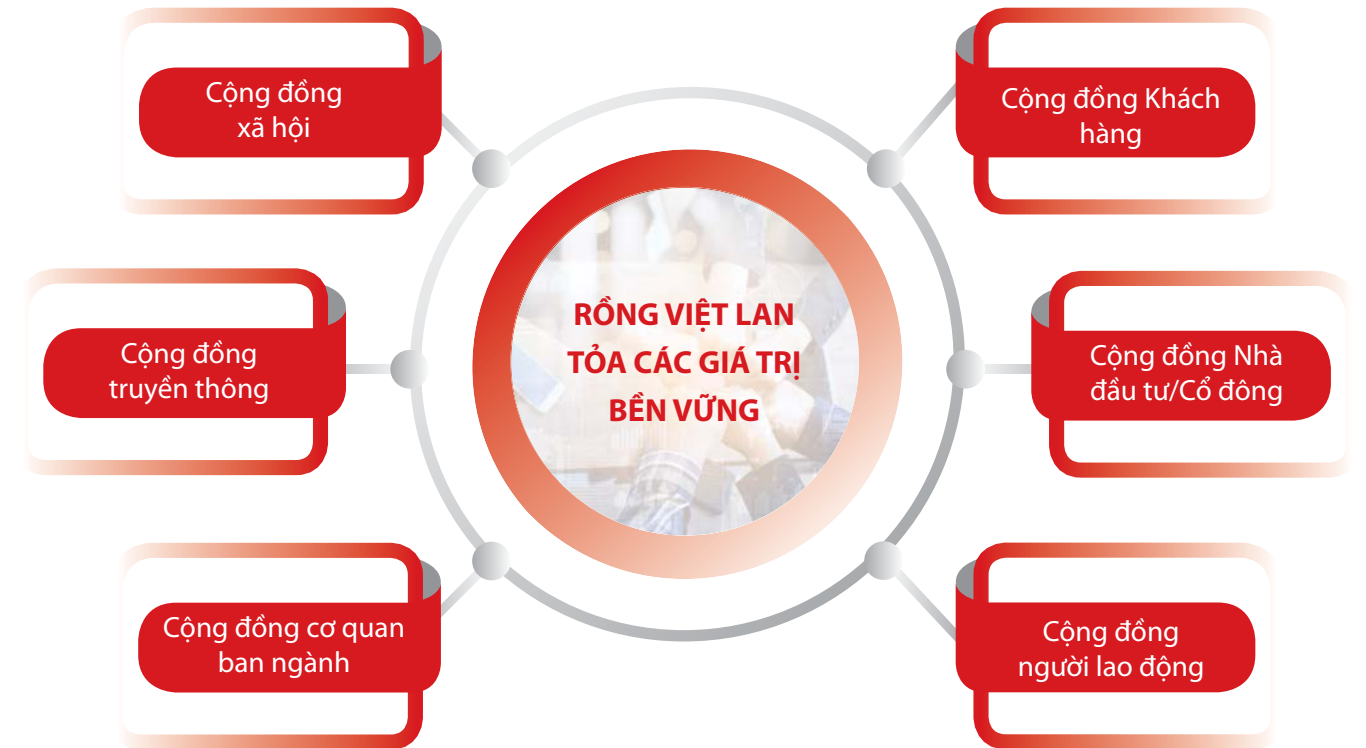 Cộng đồng
xã hội
Cộng đồng Khách
hàng
RỒNG VIỆT LAN
TỎA CÁC GIÁ TRỊ
BỀN VỮNG
Cộng đồng
truyền thông
Cộng đồng Nhà
đầu tư/Cổ đông
Cộng đồng cơ quan
ban ngành
Cộng đồng
người lao động